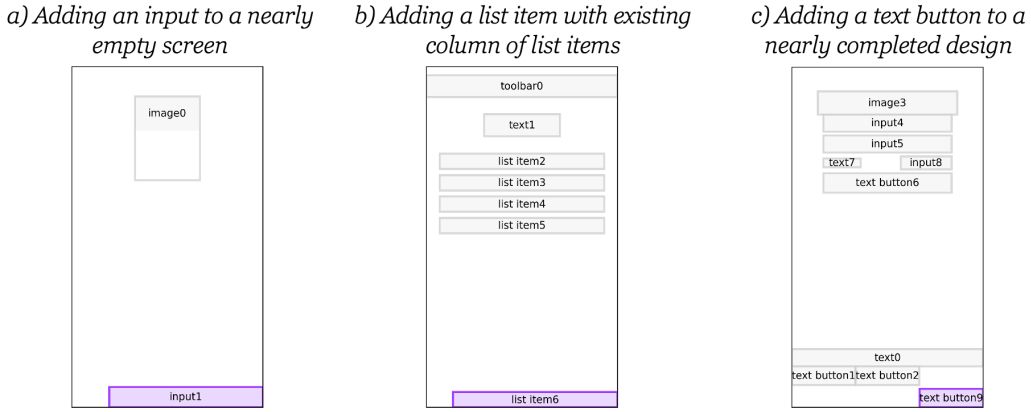 a) Adding an input to a nearly
empty screen
image0
input1
b) Adding a list item with existing
column of list items
toolbar0
text1
list item2
list item3
list item4
list item5
list item6
c) Adding a text button to a
nearly completed design
image3
input4
input5
text7 input8
text button6
text0
text button1 text button2
text button9